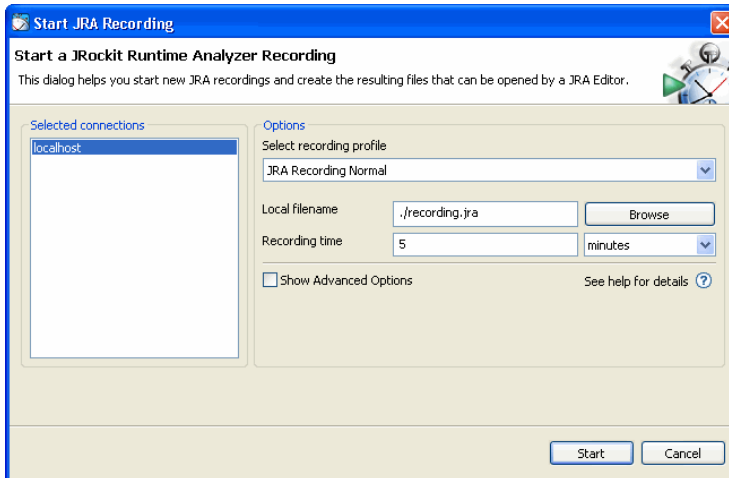 Start JRA Recording
Start a JRockit Runtime Analyzer Recording
This dialog helps you start new JRA recordings and create the resulting files that can be opened by a JRA Editor.
Selected connections
localhost
Options
Select recording profile
JRA Recording Normal
Local filename
./recording.jra
Browse
Recording time
5
minutes
Show Advanced Options
See help for details
?
Start
Cancel